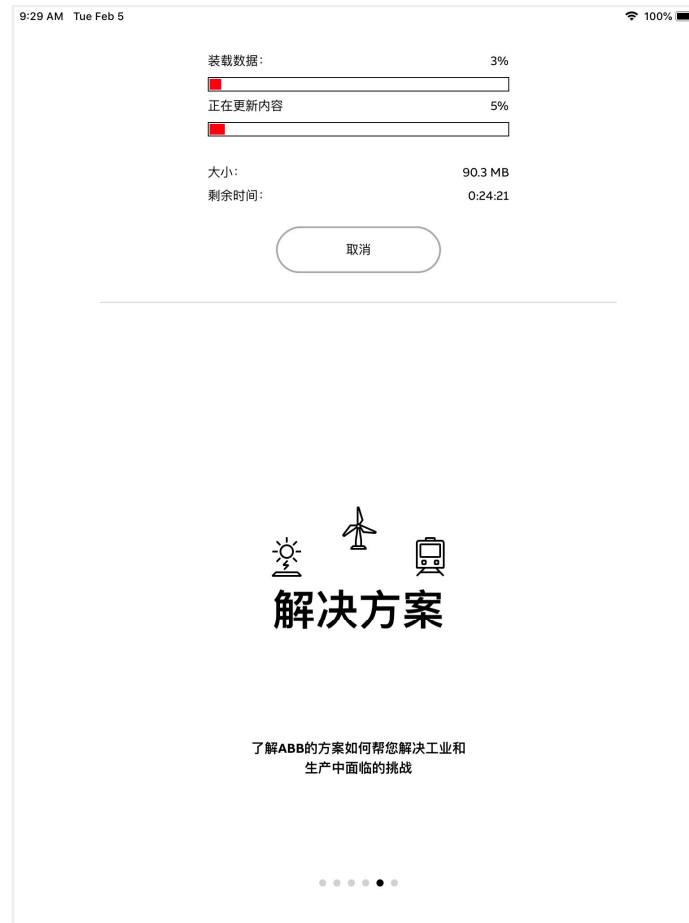 9:29 AM Tue Feb 5 100%
装载数据： 3%
正在更新内容 5%
大小： 90.3 MB
剩余时间： 0:24:21
取消
解决方案
了解ABB的方案如何帮您解决工业和
生产中面临的挑战